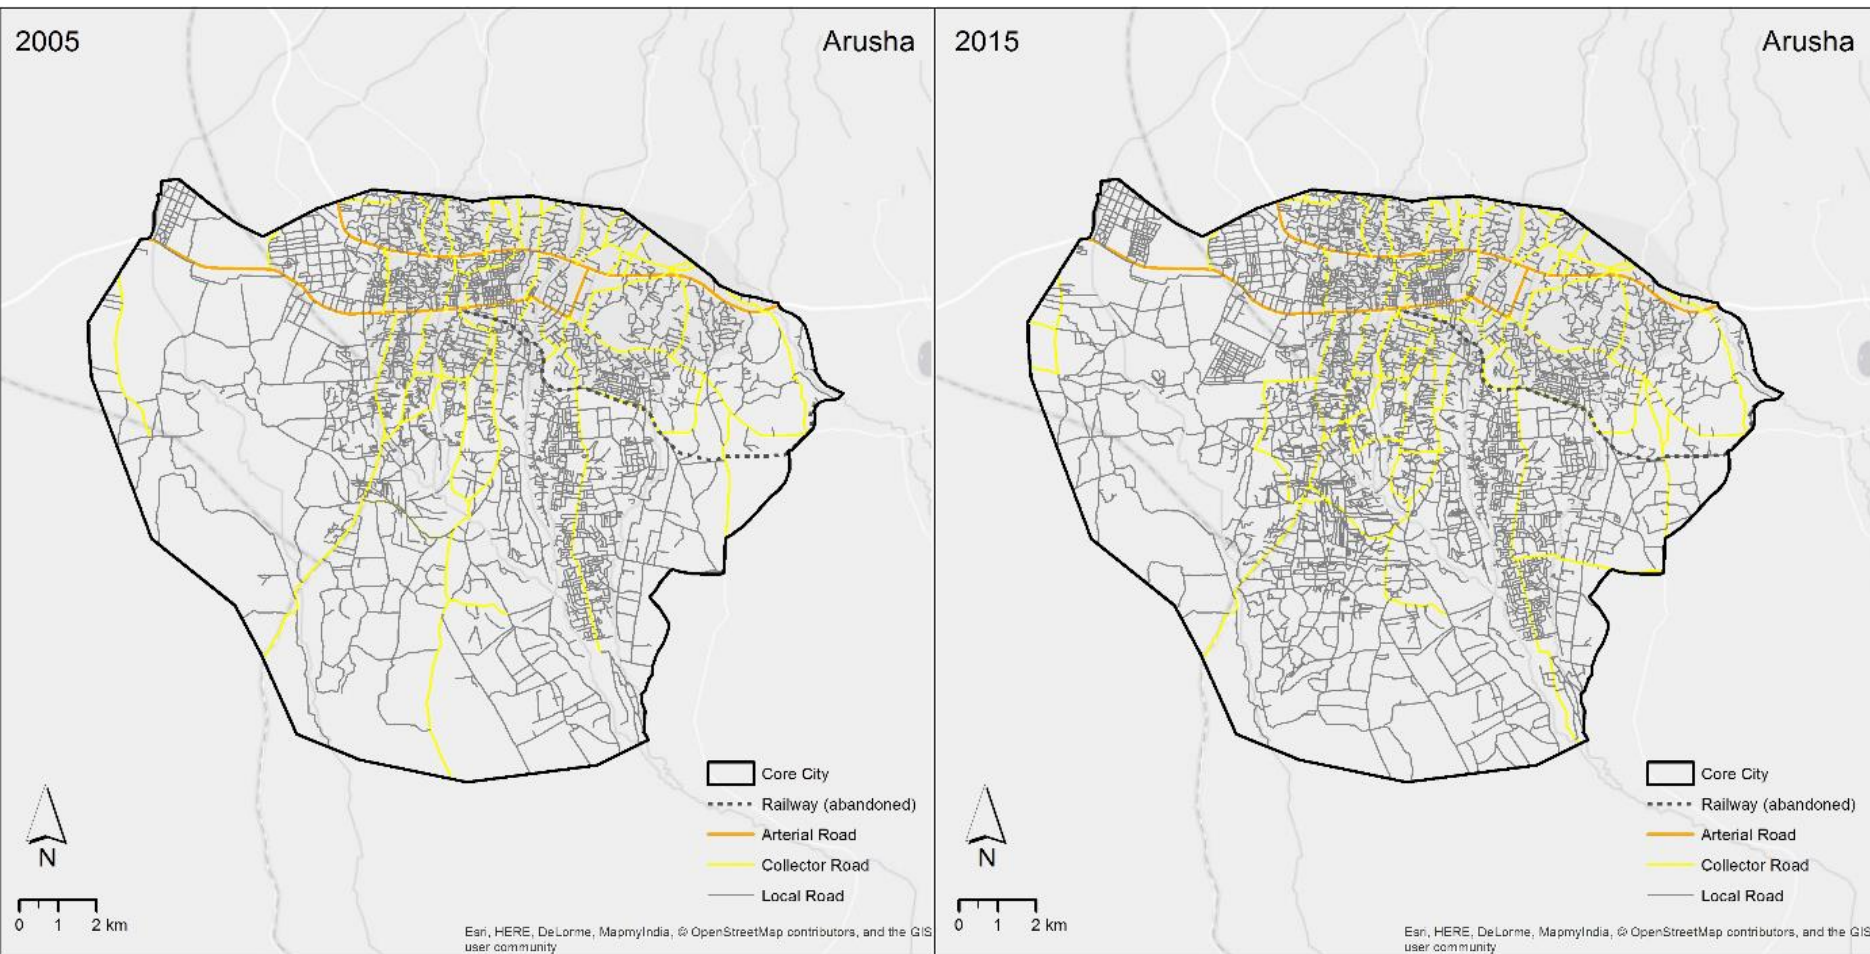 2005
Arusha
Core City
Railway (abandoned)
Arterial Road
Collector Road
Local Road
N
0 1 2 km
Esri, HERE, DeLorme, MapmyIndia, © OpenStreetMap contributors, and the GIS
user community
2015
Arusha
Core City
Railway (abandoned)
Arterial Road
Collector Road
Local Road
N
0 1 2 km
Esri, HERE, DeLorme, MapmyIndia, © OpenStreetMap contributors, and the GIS
user community